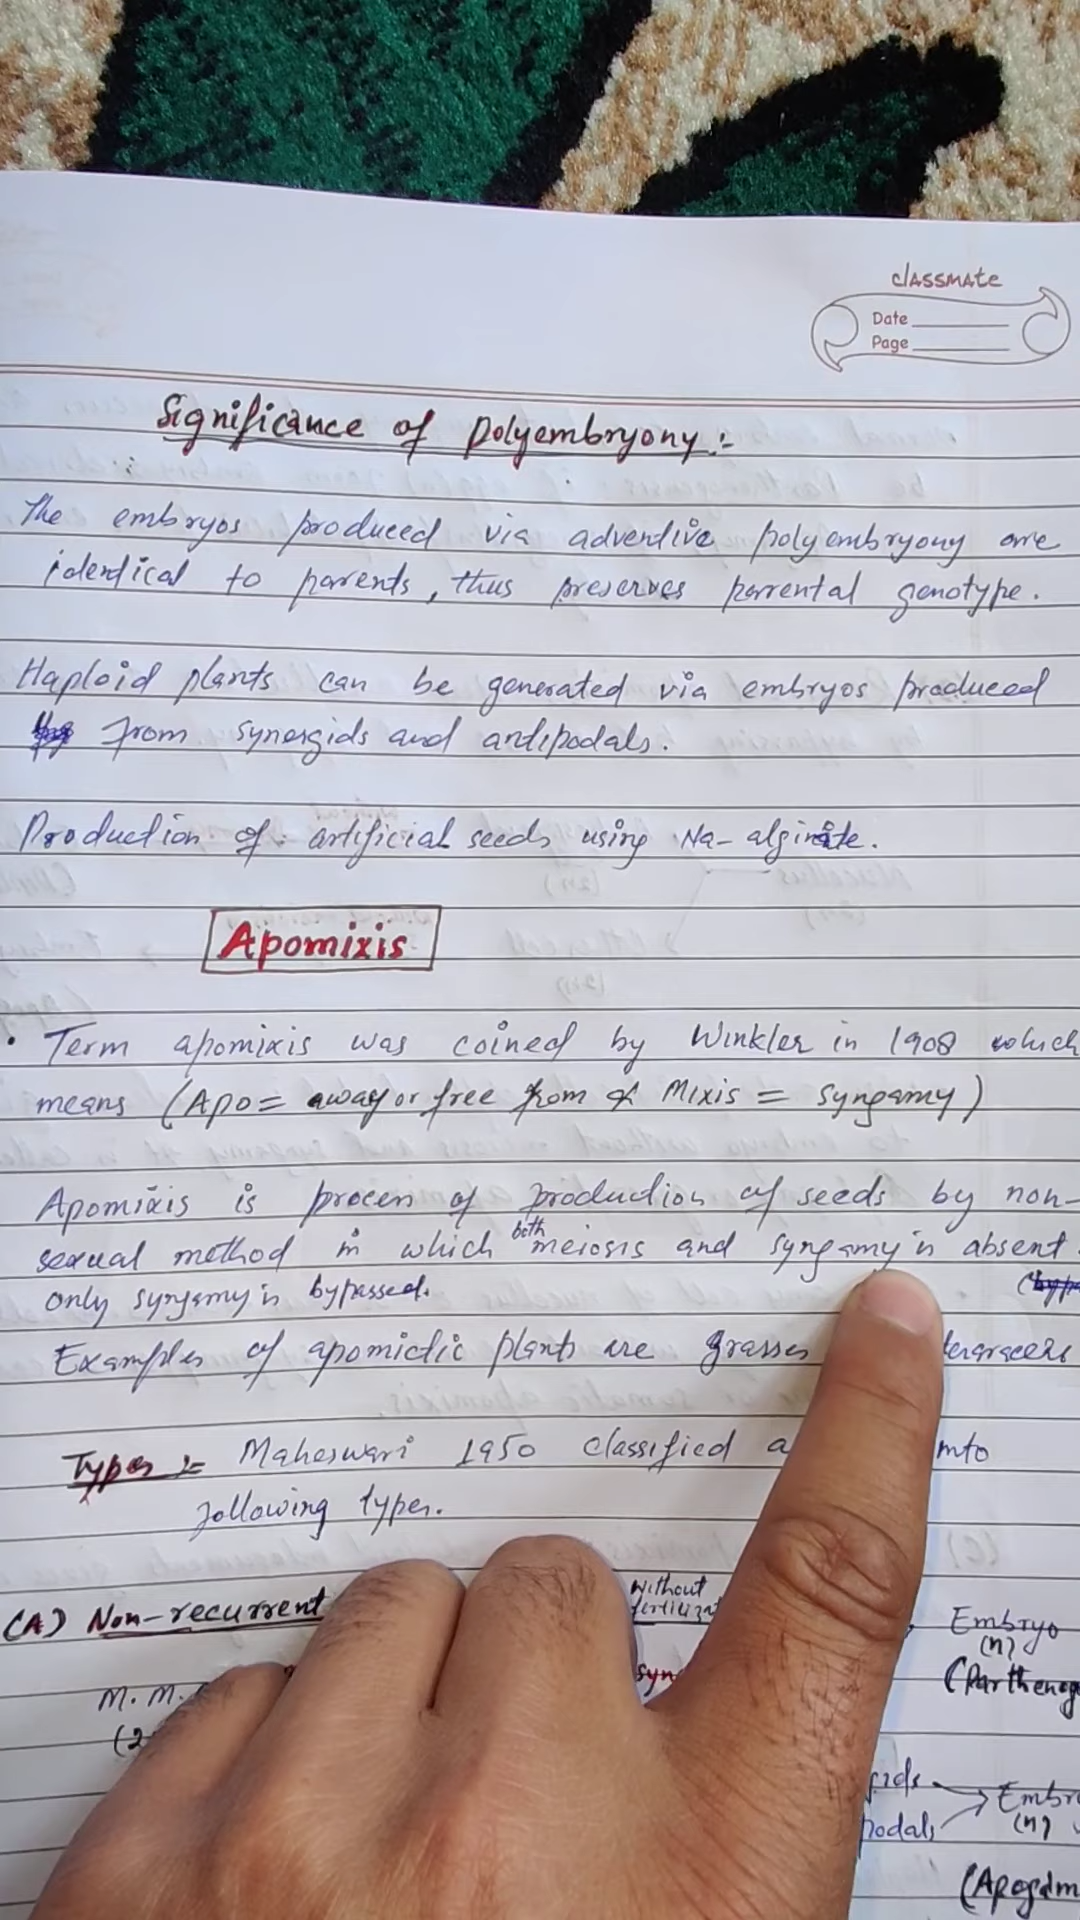 classmate
Date
Page
Significance of Polyembryony :-
The embryos produced via adventive polyembryony are
identical to parents, thus preserves parental genotype.
Haploid plants can be generated via embryos produced
from synergids and antipodals.
Production of artificial seeds using Na-alginate.
Apomixis
• Term apomixis was coined by Winkler in 1908 which
means (Apo = away or free from & Mixis = Syngamy)
Apomixis is process of production of seeds by non-
sexual method in which both meiosis and syngamy is absent.
only syngamy is bypassed.
Examples of apomictic plants are grasses
Types :- Maheswari 1950 classified into
following types.
(A) Non-recurrent without
Embryo
(n)
M. M.
Embr
(n)